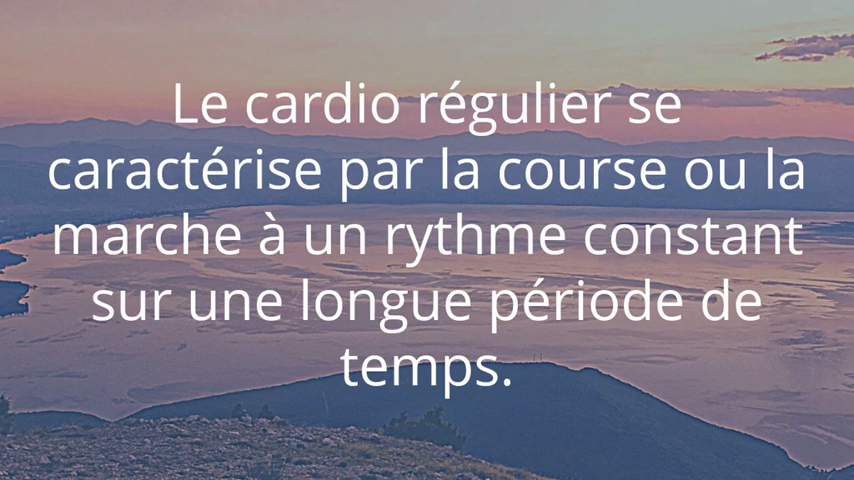 Le cardio régulier se
caractérise par la course ou la
marche à un rythme constant
sur une longue période de
temps.